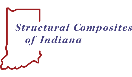 Structural Composites
of Indiana